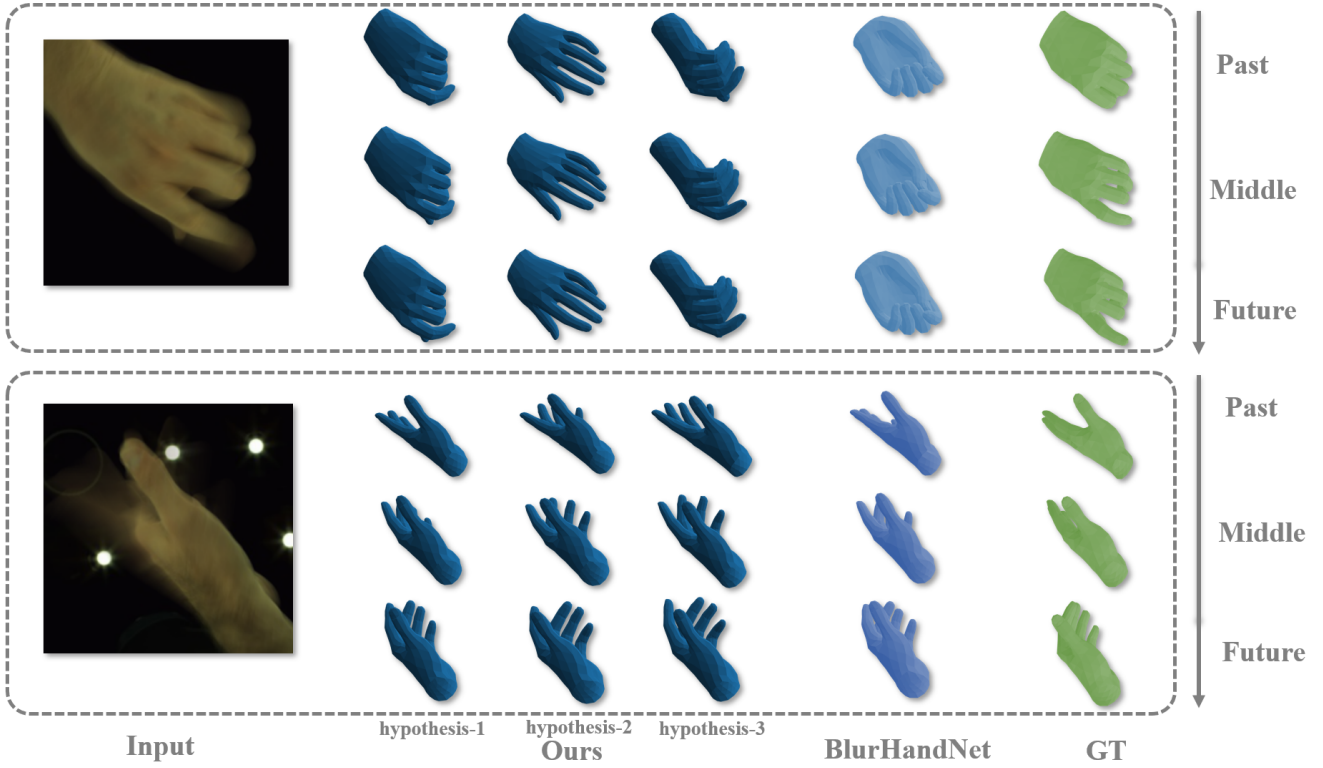 Past
Middle
Future
Past
Middle
Future
hypothesis-1 hypothesis-2 hypothesis-3
Input Ours BlurHandNet GT